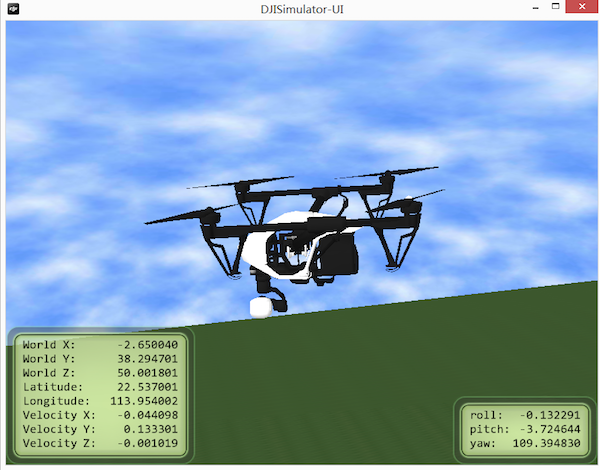 DJISimulator-UI
World X: -2.650040
World Y: 38.294701
World Z: 50.001801
Latitude: 22.537001
Longitude: 113.954002
Velocity X: -0.044098
Velocity Y: 0.133301
Velocity Z: -0.001019
roll: -0.132291
pitch: -3.724644
yaw: 109.394830